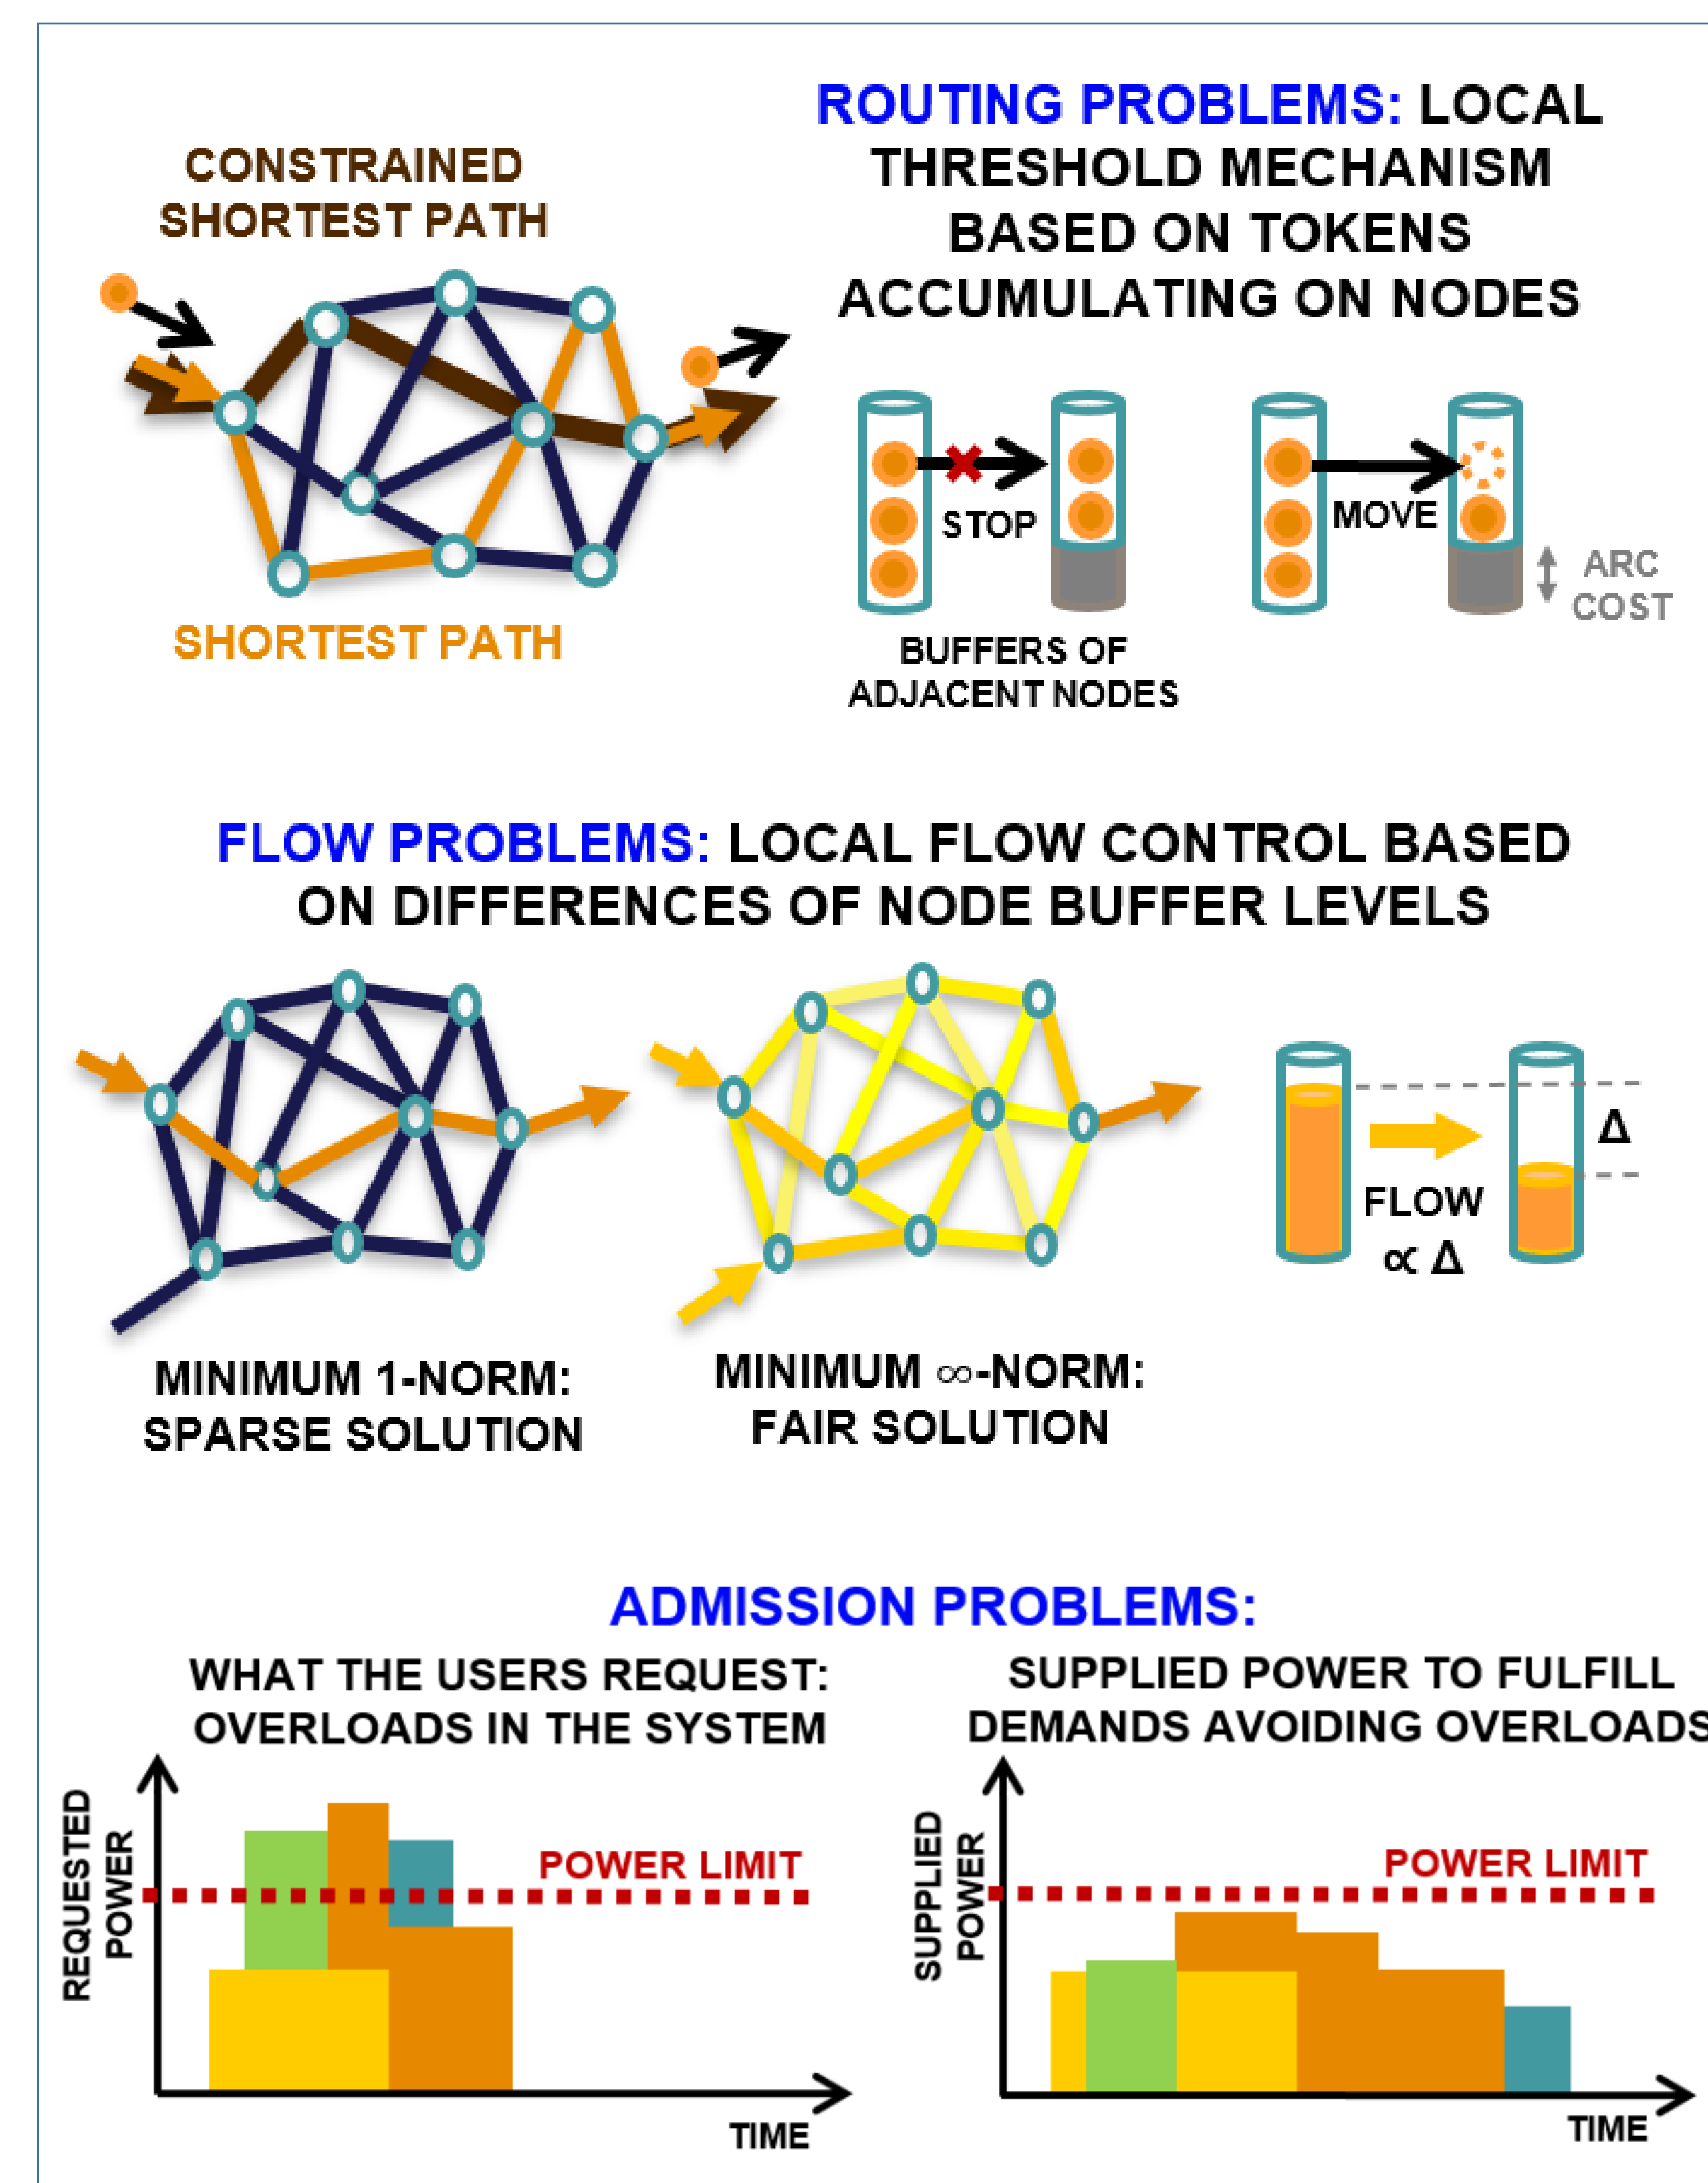 ROUTING PROBLEMS: LOCAL
THRESHOLD MECHANISM
BASED ON TOKENS
ACCUMULATING ON NODES
CONSTRAINED
SHORTEST PATH
SHORTEST PATH
STOP
MOVE
ARC
COST
BUFFERS OF
ADJACENT NODES
FLOW PROBLEMS: LOCAL FLOW CONTROL BASED
ON DIFFERENCES OF NODE BUFFER LEVELS
Δ
FLOW
∝ Δ
MINIMUM 1-NORM:
SPARSE SOLUTION
MINIMUM ∞-NORM:
FAIR SOLUTION
ADMISSION PROBLEMS:
WHAT THE USERS REQUEST:
OVERLOADS IN THE SYSTEM
REQUESTED
POWER
POWER LIMIT
TIME
SUPPLIED POWER TO FULFILL
DEMANDS AVOIDING OVERLOADS
SUPPLIED
POWER
POWER LIMIT
TIME